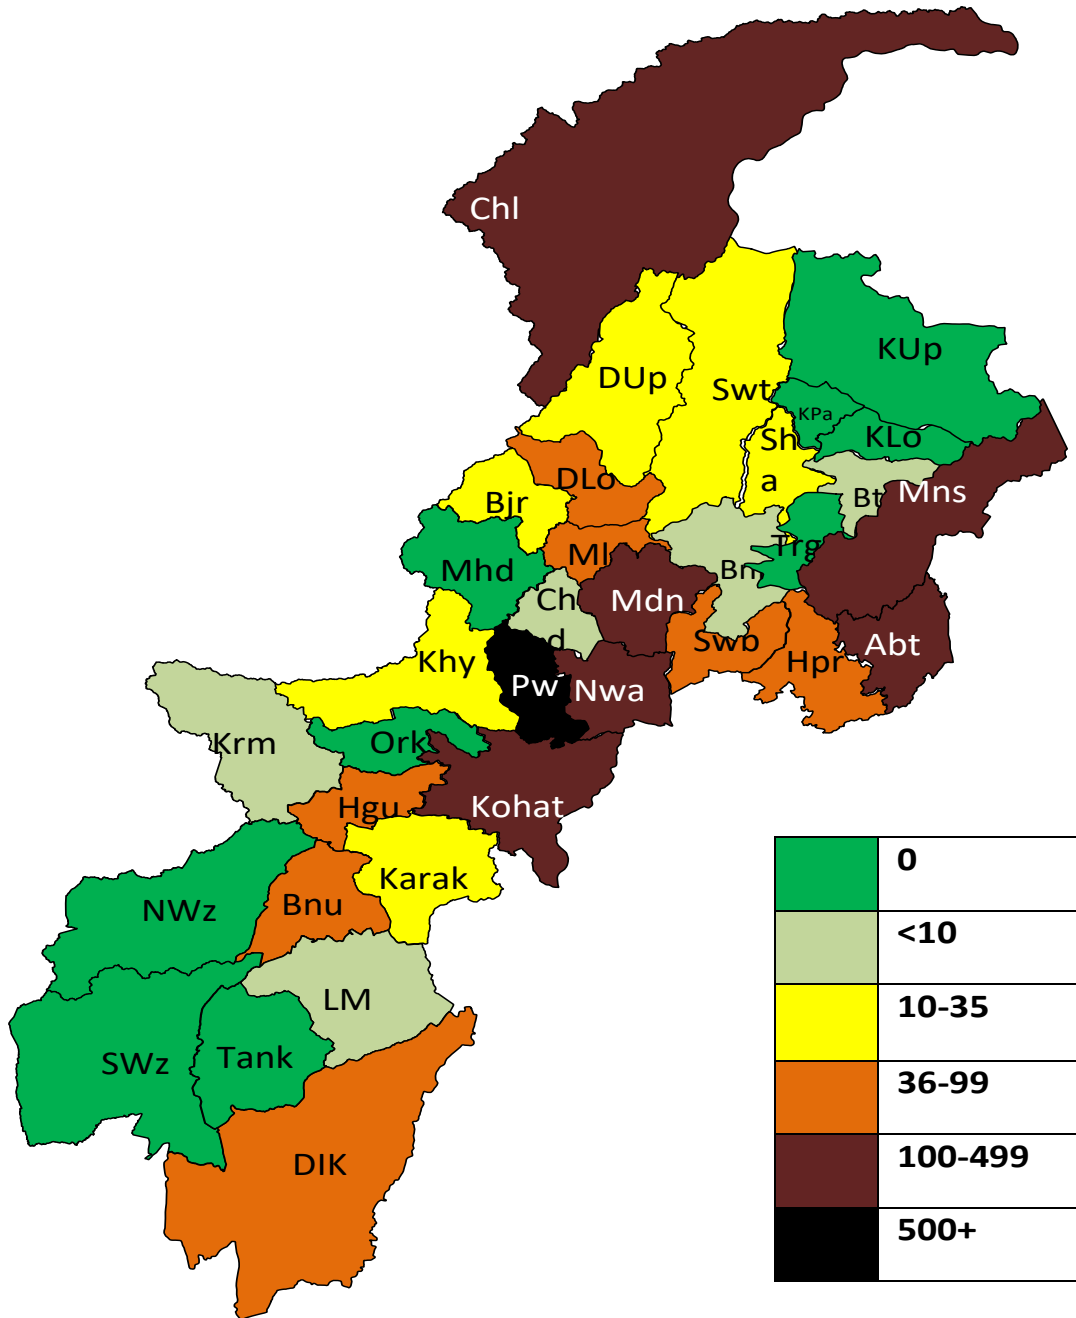 Chl
KUp
DUp
Swt
KPa
Sh
a
KLo
DLo
Bt
Mns
Bjr
Trg
Ml
Mhd
Bn
Ch
d
Mdn
Swb
Hpr
Abt
Khy
Pw
Nwa
Krm
Ork
Hgu
Kohat
Karak
Bnu
NWz
LM
SWz
Tank
DIK
0
<10
10-35
36-99
100-499
500+